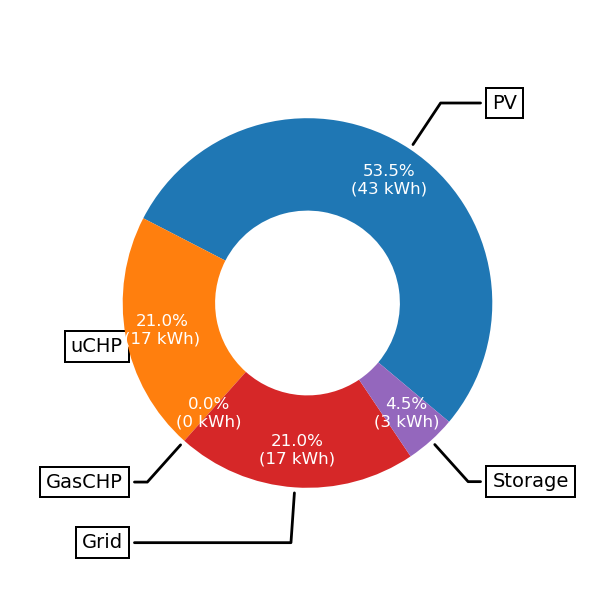 PV
53.5%
(43 kWh)
21.0%
(17 kWh)
uCHP
0.0%
(0 kWh)
4.5%
(3 kWh)
21.0%
(17 kWh)
GasCHP
Storage
Grid